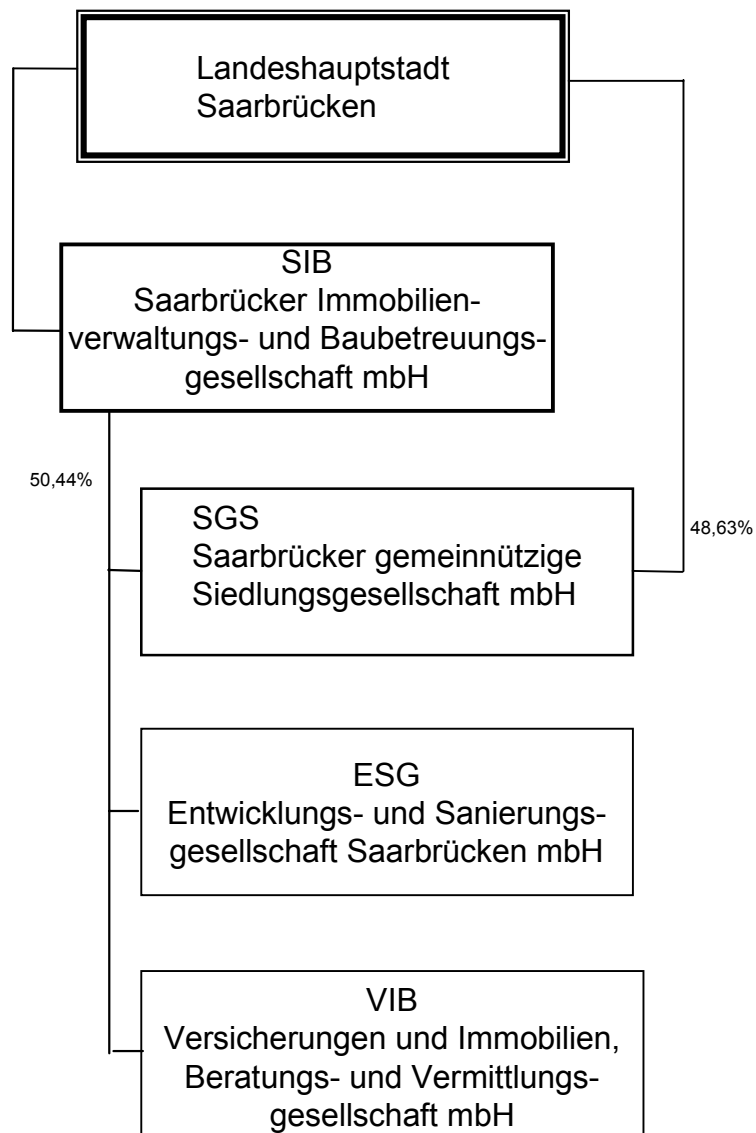 Landeshauptstadt
Saarbrücken
SIB
Saarbrücker Immobilien-
verwaltungs- und Baubetreuungs-
gesellschaft mbH
50,44%
SGS
Saarbrücker gemeinnützige
Siedlungsgesellschaft mbH
48,63%
ESG
Entwicklungs- und Sanierungs-
gesellschaft Saarbrücken mbH
VIB
Versicherungen und Immobilien,
Beratungs- und Vermittlungs-
gesellschaft mbH